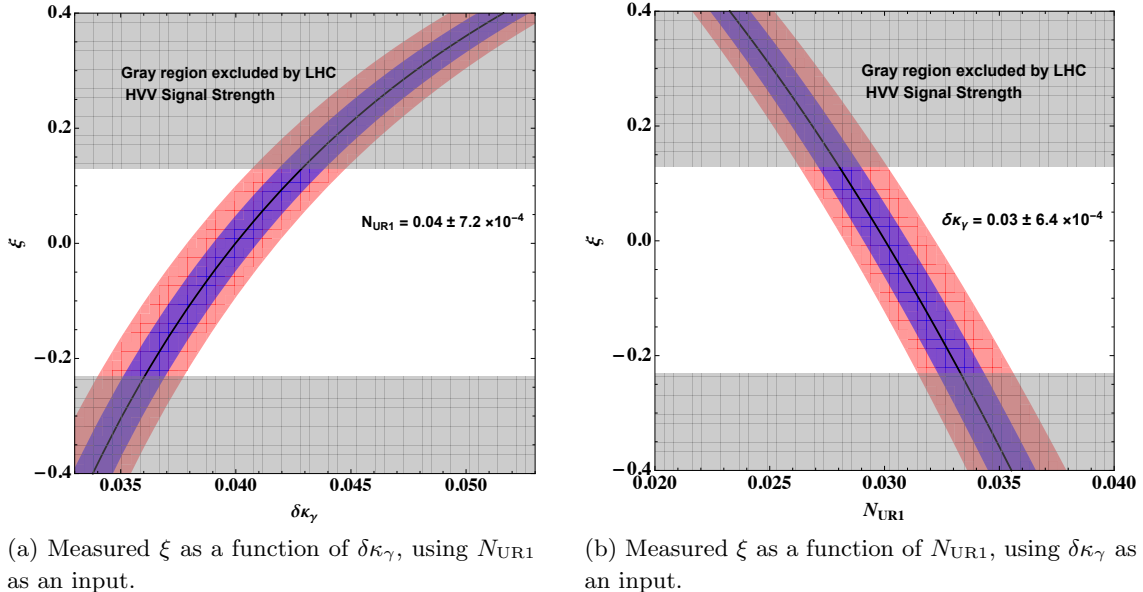 0.4
0.2
0.0
−0.2
−0.4
ξ
Gray region excluded by LHC
HVV Signal Strength
N_UR1 = 0.04 ± 7.2 ×10⁻⁴
0.035 0.040 0.045 0.050
δκ_γ
(a) Measured ξ as a function of δκ_γ, using N_UR1
as an input.
0.4
0.2
0.0
−0.2
−0.4
ξ
Gray region excluded by LHC
HVV Signal Strength
δκ_γ = 0.03 ± 6.4 ×10⁻⁴
0.020 0.025 0.030 0.035 0.040
N_UR1
(b) Measured ξ as a function of N_UR1, using δκ_γ as
an input.